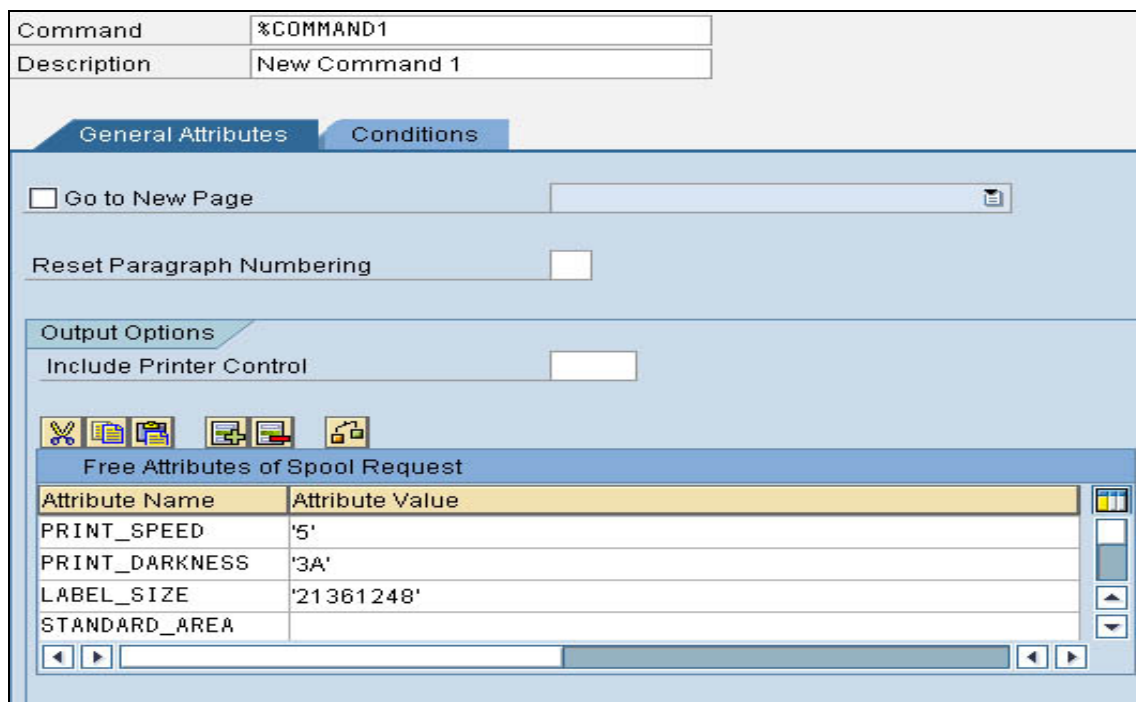 Command %COMMAND1
Description New Command 1
General Attributes Conditions
Go to New Page
Reset Paragraph Numbering
Output Options
Include Printer Control
Free Attributes of Spool Request
Attribute Name Attribute Value
PRINT_SPEED '5'
PRINT_DARKNESS '3A'
LABEL_SIZE '21361248'
STANDARD_AREA